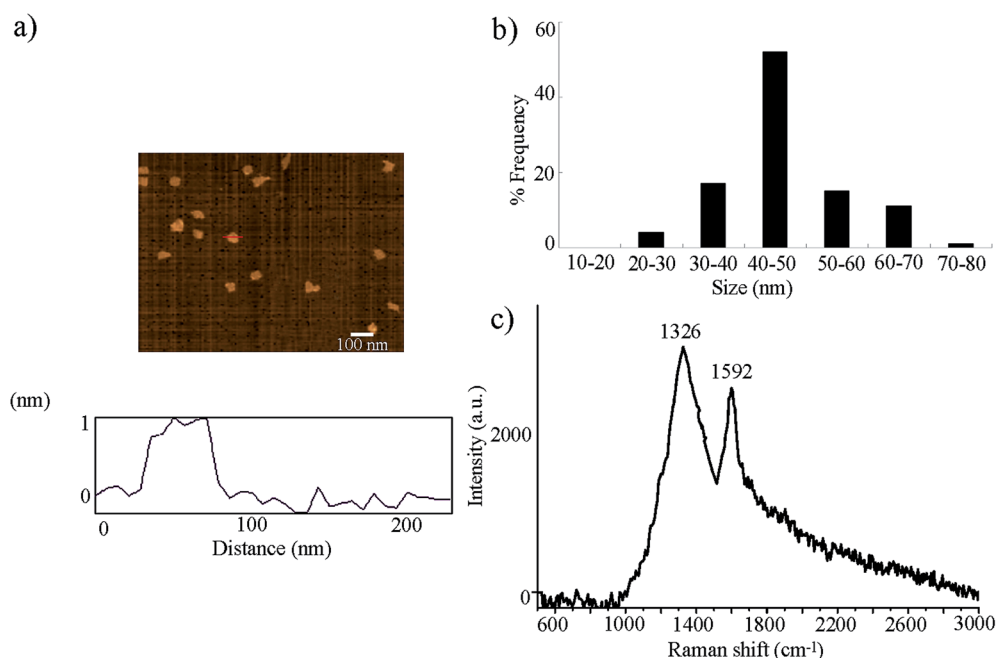 a)
100 nm
(nm)
1
0
0
100
200
Distance (nm)
b)
60
40
20
0
% Frequency
10-20 20-30 30-40 40-50 50-60 60-70 70-80
Size (nm)
c)
1326
1592
2000
0
Intensity (a.u.)
600 1000 1400 1800 2200 2600 3000
Raman shift (cm-1)